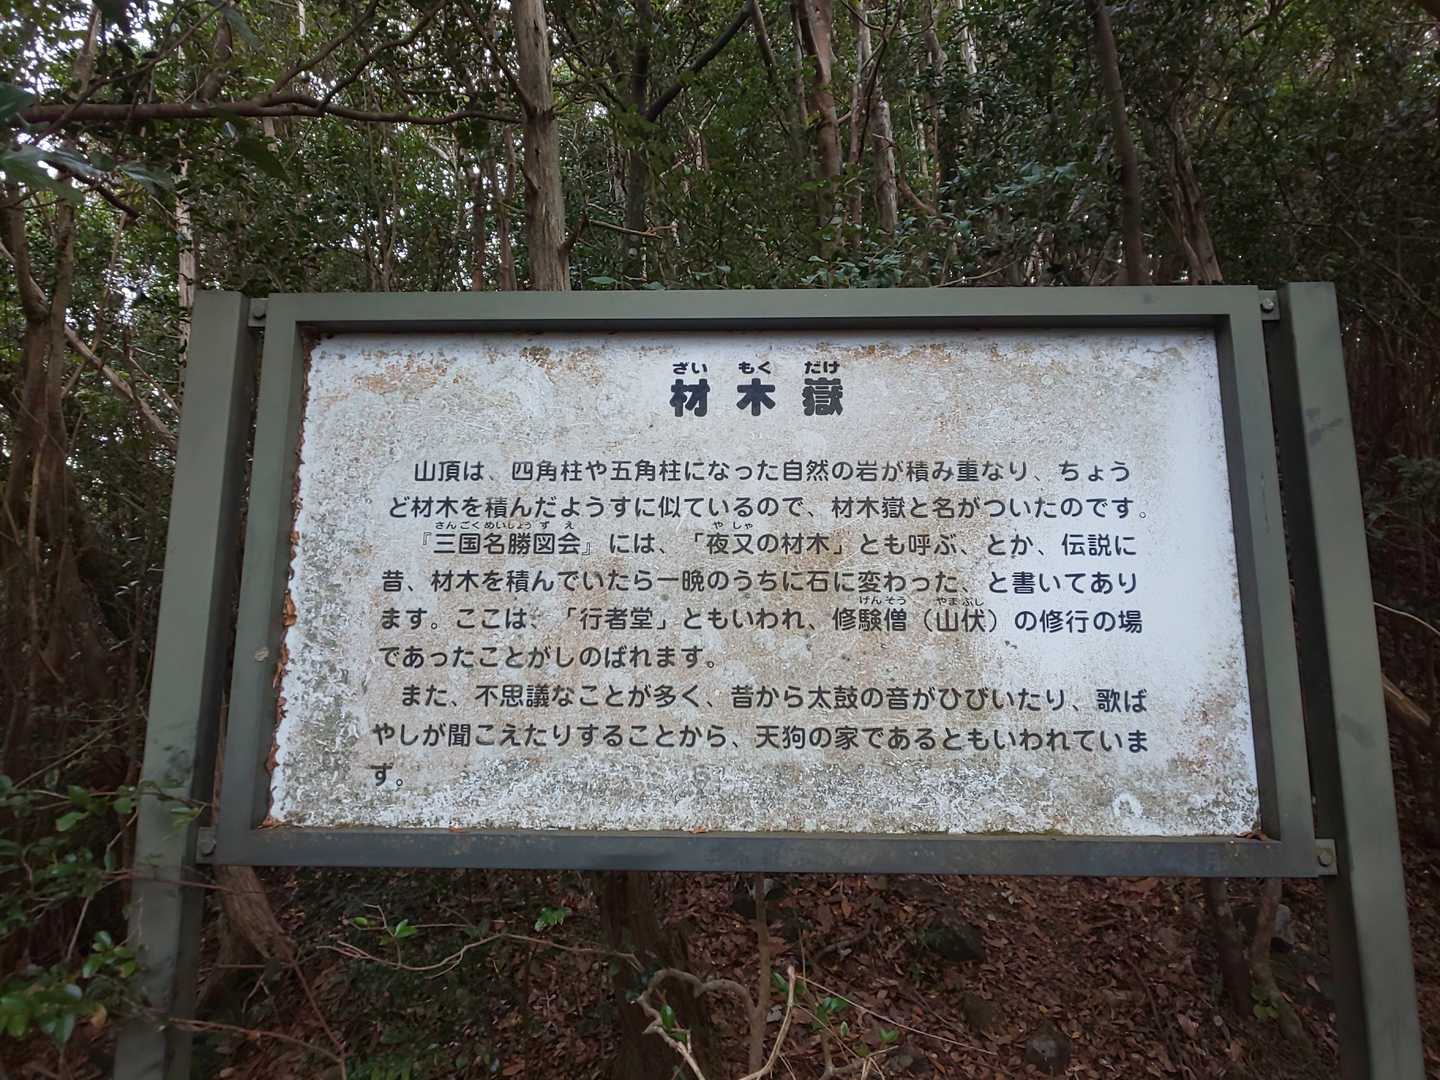 ざい もく だけ
材木嶽
山頂は、四角柱や五角柱になった自然の岩が積み重なり、ちょう
ど材木を積んだようすに似ているので、材木嶽と名がついたのです。
さんごくめいしょうずえ やしゃ
『三国名勝図会』には、「夜叉の材木」とも呼ぶ、とか、伝説に
昔、材木を積んでいたら一晩のうちに石に変わった、と書いてあり
げんそう やまぶし
ます。ここは、「行者堂」ともいわれ、修験僧（山伏）の修行の場
であったことがしのばれます。
また、不思議なことが多く、昔から太鼓の音がひびいたり、歌ば
やしが聞こえたりすることから、天狗の家であるともいわれていま
す。